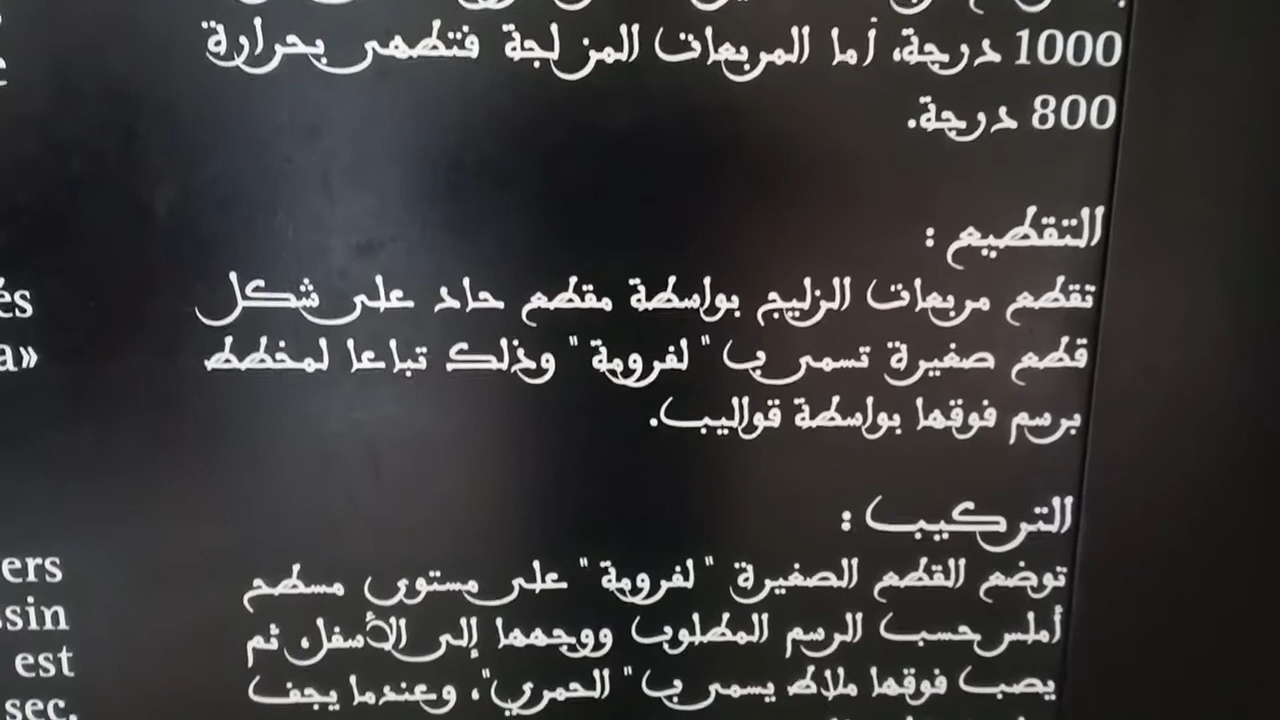 1000 درجة، أما المربعات المزلجة فتطهى بحرارة
800 درجة.
التقطيع :
تقطع مربعات الزليج بواسطة مقطع حاد على شكل
قطع صغيرة تسمى ب " لفرومة " وذلك تباعا لمخطط
برسم فوقها بواسطة قواليب.
التركيب :
توضع القطع الصغيرة " لفرومة " على مستوى مسطح
أملس حسب الرسم المطلوب ووجهها إلى الأسفل، ثم
يصب فوقها ملاط يسمى ب " الحمري"، وعندما يجف
és
a»
ers
ssin
est
sec.